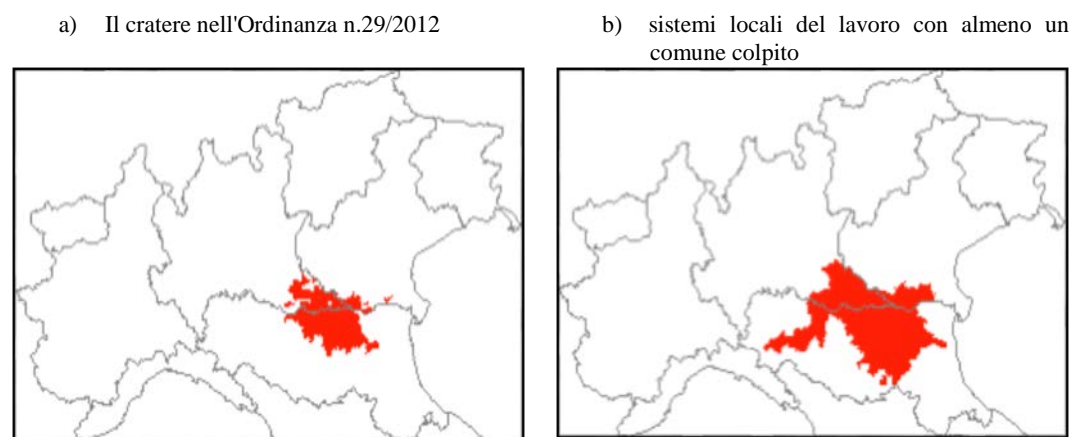 a) Il cratere nell'Ordinanza n.29/2012
b) sistemi locali del lavoro con almeno un
comune colpito